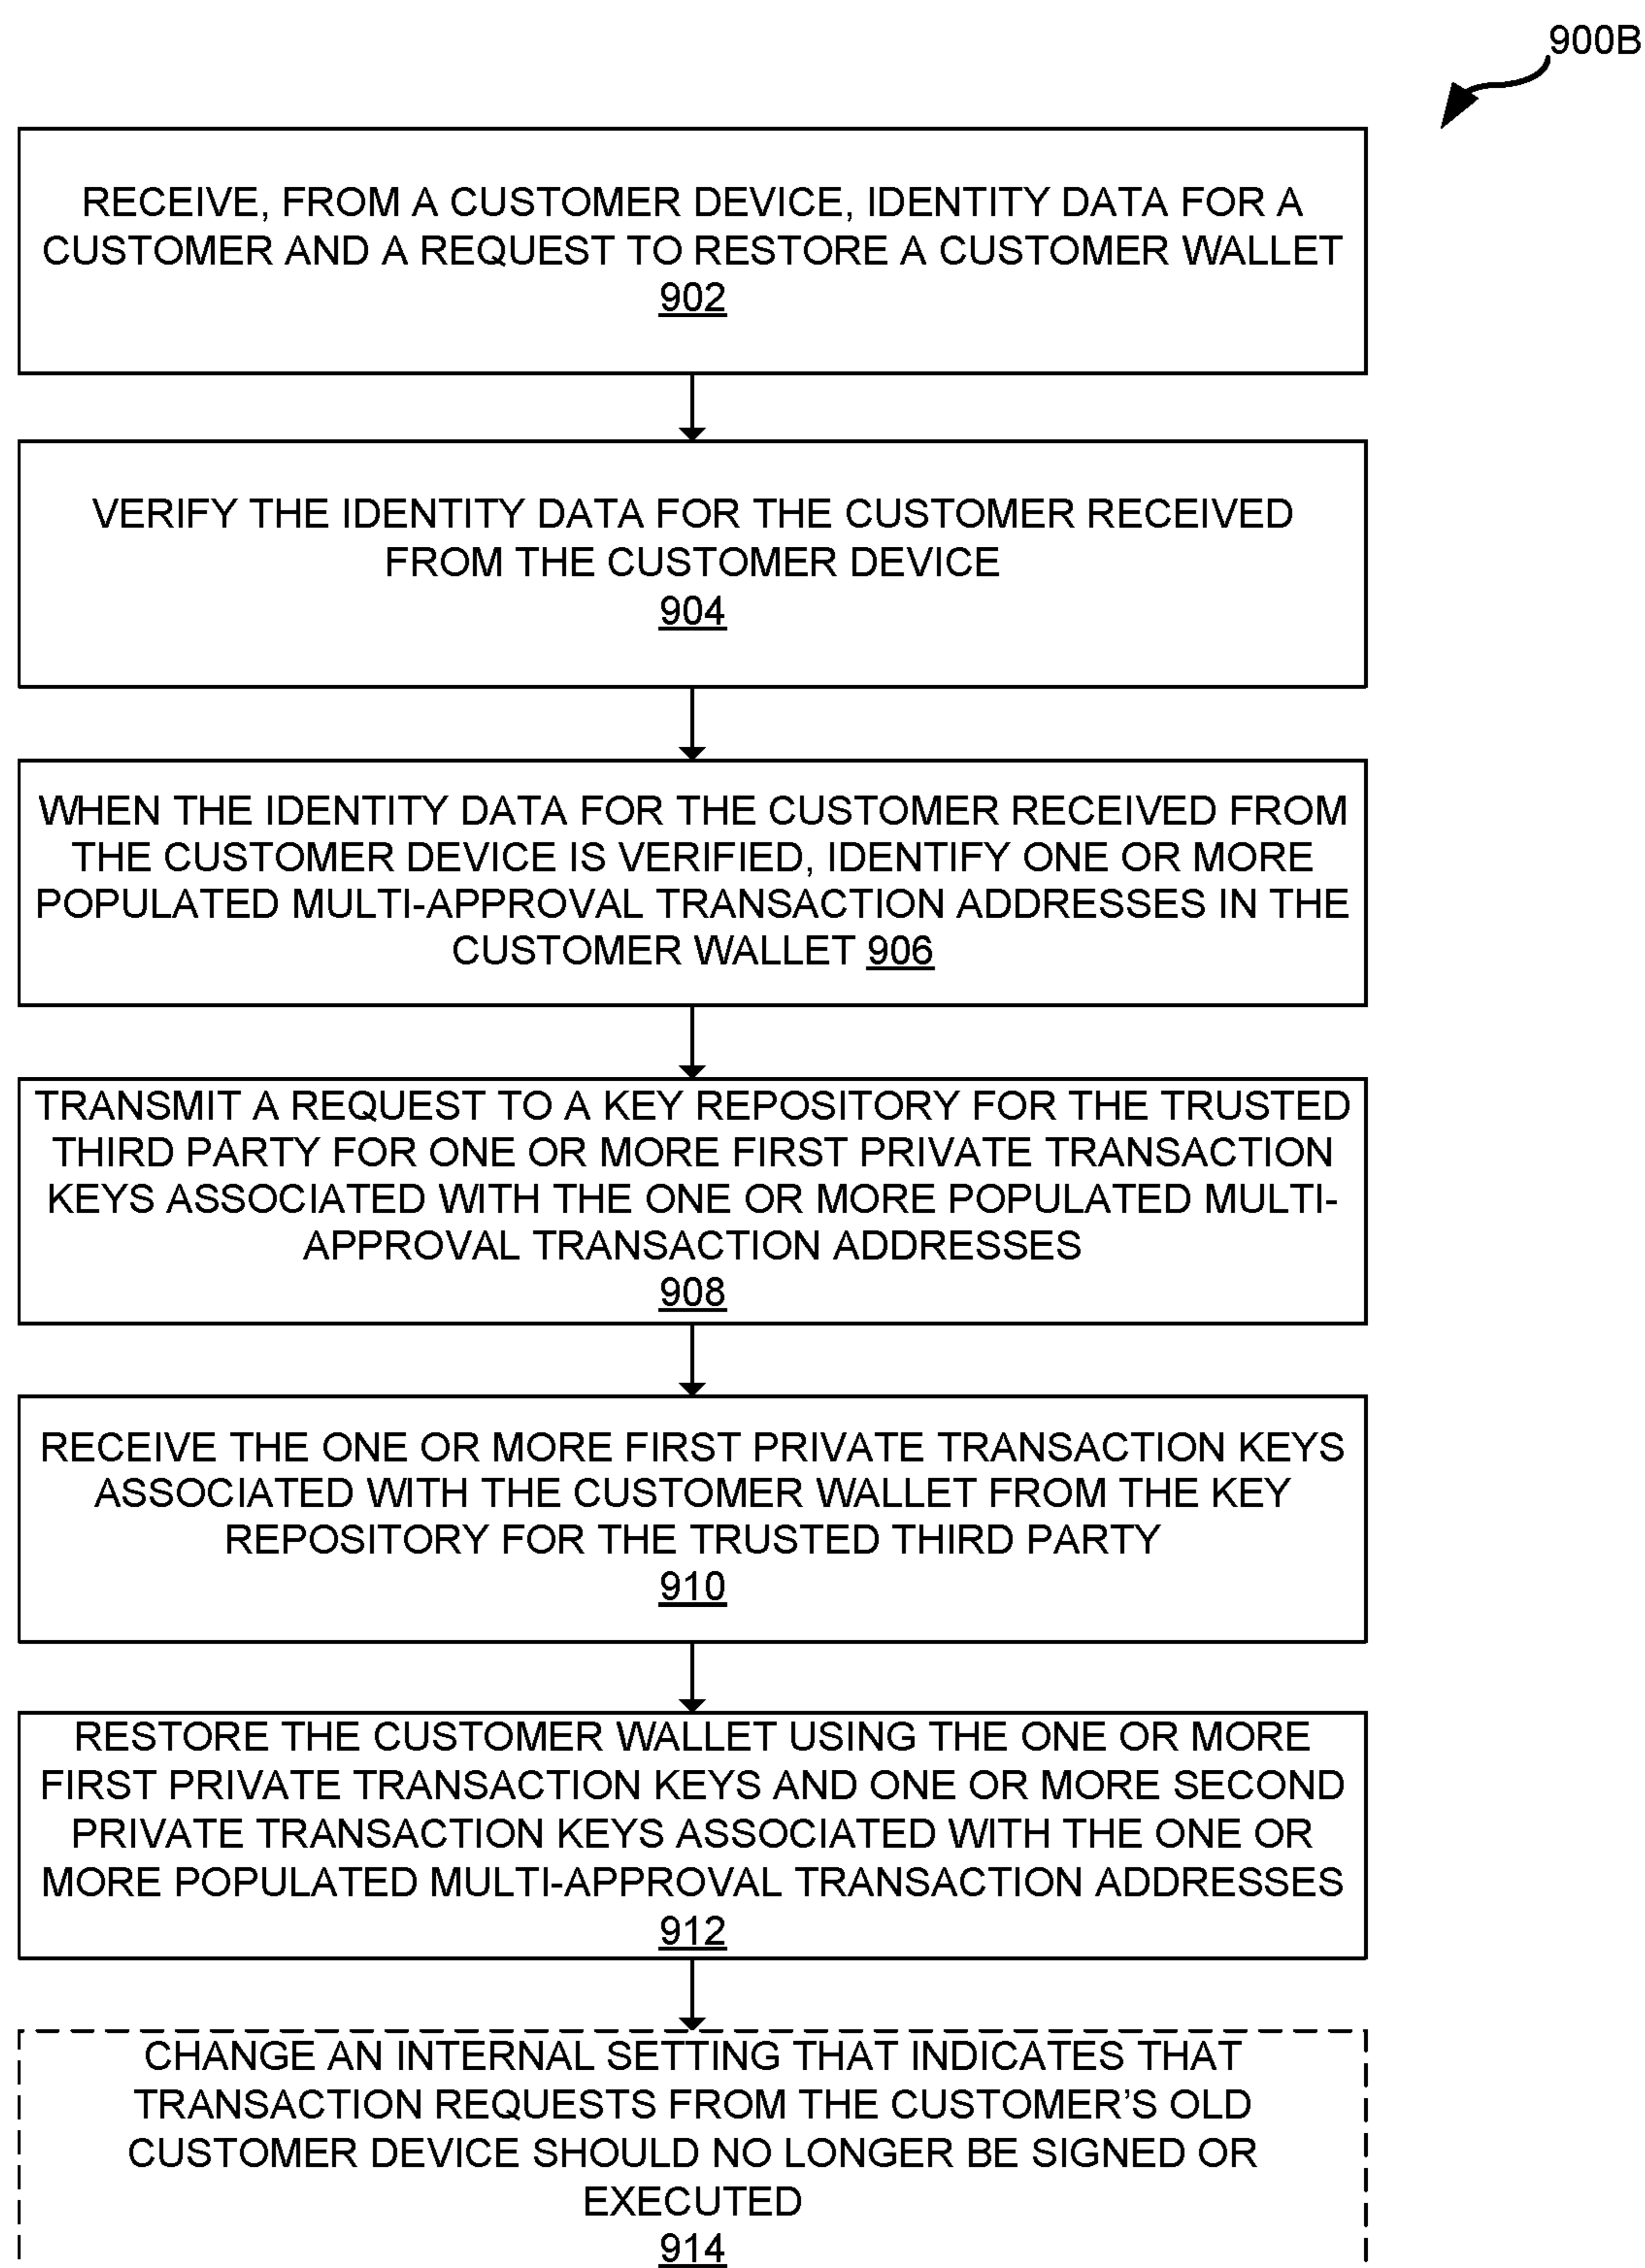 900B
RECEIVE, FROM A CUSTOMER DEVICE, IDENTITY DATA FOR A
CUSTOMER AND A REQUEST TO RESTORE A CUSTOMER WALLET
902
VERIFY THE IDENTITY DATA FOR THE CUSTOMER RECEIVED
FROM THE CUSTOMER DEVICE
904
WHEN THE IDENTITY DATA FOR THE CUSTOMER RECEIVED FROM
THE CUSTOMER DEVICE IS VERIFIED, IDENTIFY ONE OR MORE
POPULATED MULTI-APPROVAL TRANSACTION ADDRESSES IN THE
CUSTOMER WALLET 906
TRANSMIT A REQUEST TO A KEY REPOSITORY FOR THE TRUSTED
THIRD PARTY FOR ONE OR MORE FIRST PRIVATE TRANSACTION
KEYS ASSOCIATED WITH THE ONE OR MORE POPULATED MULTI-
APPROVAL TRANSACTION ADDRESSES
908
RECEIVE THE ONE OR MORE FIRST PRIVATE TRANSACTION KEYS
ASSOCIATED WITH THE CUSTOMER WALLET FROM THE KEY
REPOSITORY FOR THE TRUSTED THIRD PARTY
910
RESTORE THE CUSTOMER WALLET USING THE ONE OR MORE
FIRST PRIVATE TRANSACTION KEYS AND ONE OR MORE SECOND
PRIVATE TRANSACTION KEYS ASSOCIATED WITH THE ONE OR
MORE POPULATED MULTI-APPROVAL TRANSACTION ADDRESSES
912
CHANGE AN INTERNAL SETTING THAT INDICATES THAT
TRANSACTION REQUESTS FROM THE CUSTOMER’S OLD
CUSTOMER DEVICE SHOULD NO LONGER BE SIGNED OR
EXECUTED
914